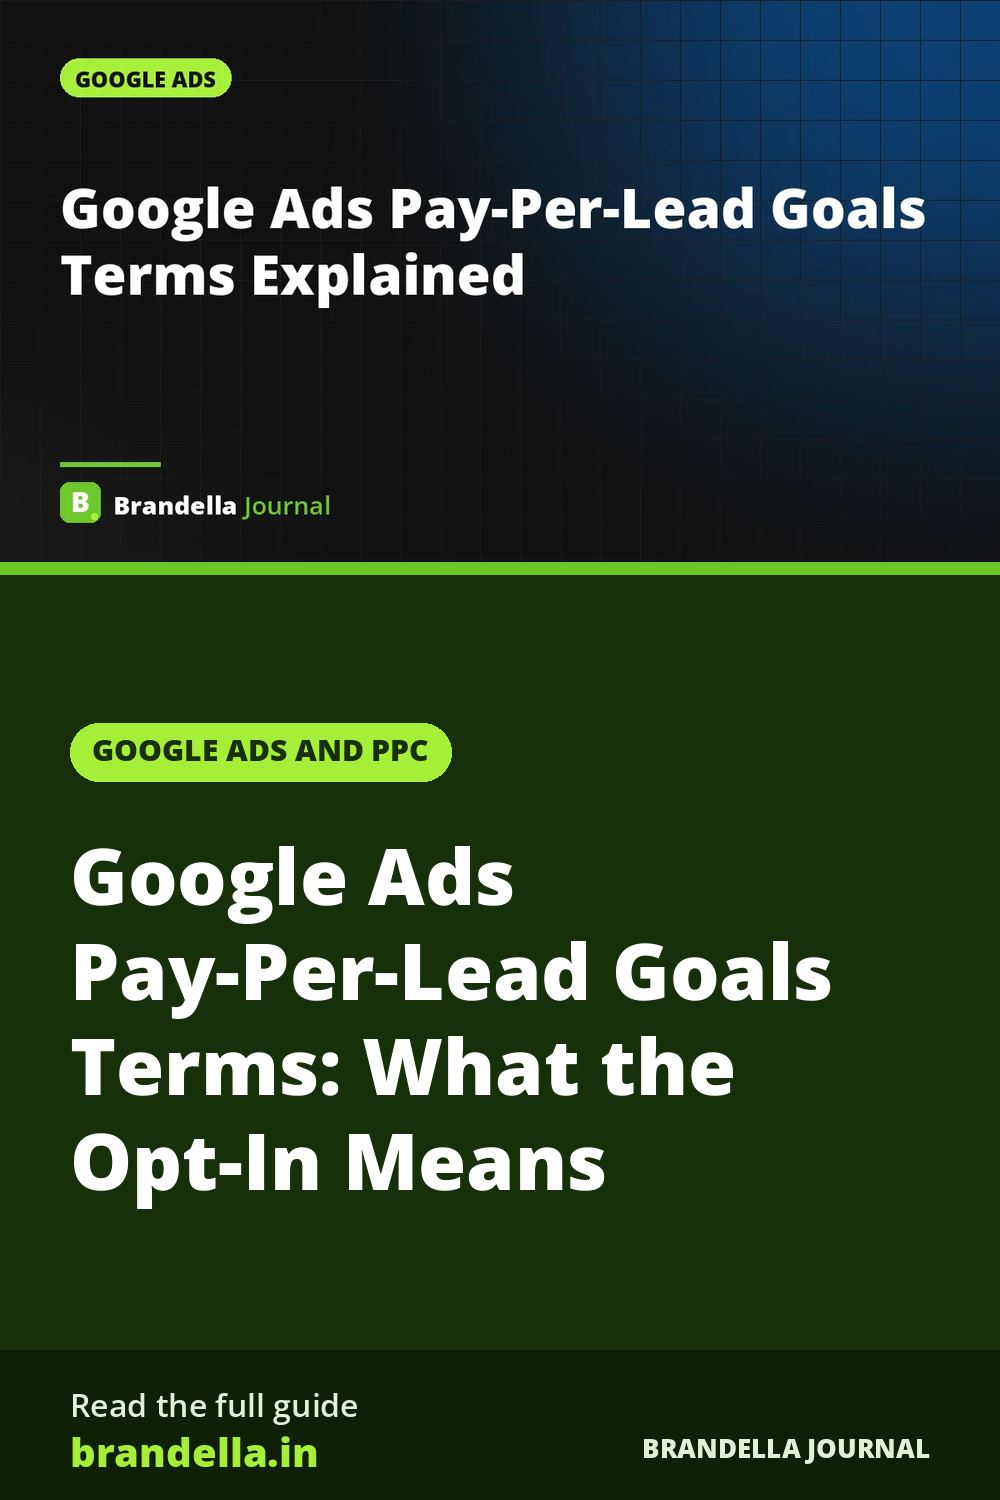 GOOGLE ADS
Google Ads Pay-Per-Lead Goals
Terms Explained
B.
Brandella Journal
GOOGLE ADS AND PPC
Google Ads
Pay-Per-Lead Goals
Terms: What the
Opt-In Means
Read the full guide
brandella.in
BRANDELLA JOURNAL